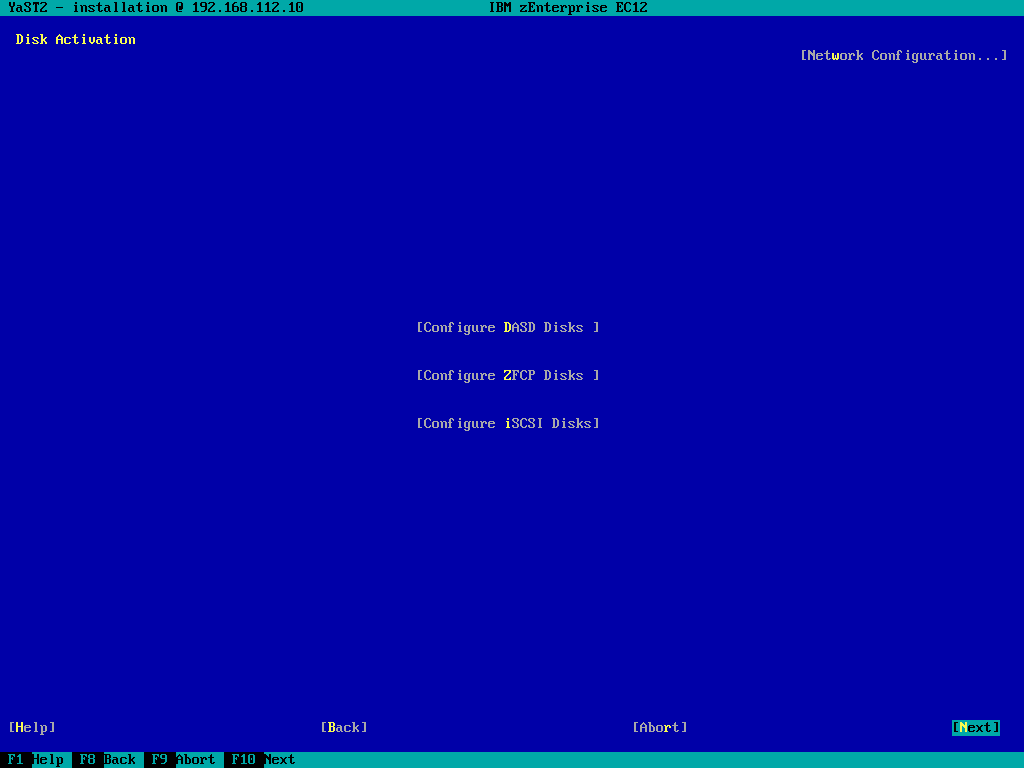 YaST2 - installation @ 192.168.112.10 IBM zEnterprise EC12
Disk Activation
[Network Configuration...]
[Configure DASD Disks ]
[Configure ZFCP Disks ]
[Configure iSCSI Disks]
[Help] [Back] [Abort] [Next]
F1 Help F8 Back F9 Abort F10 Next